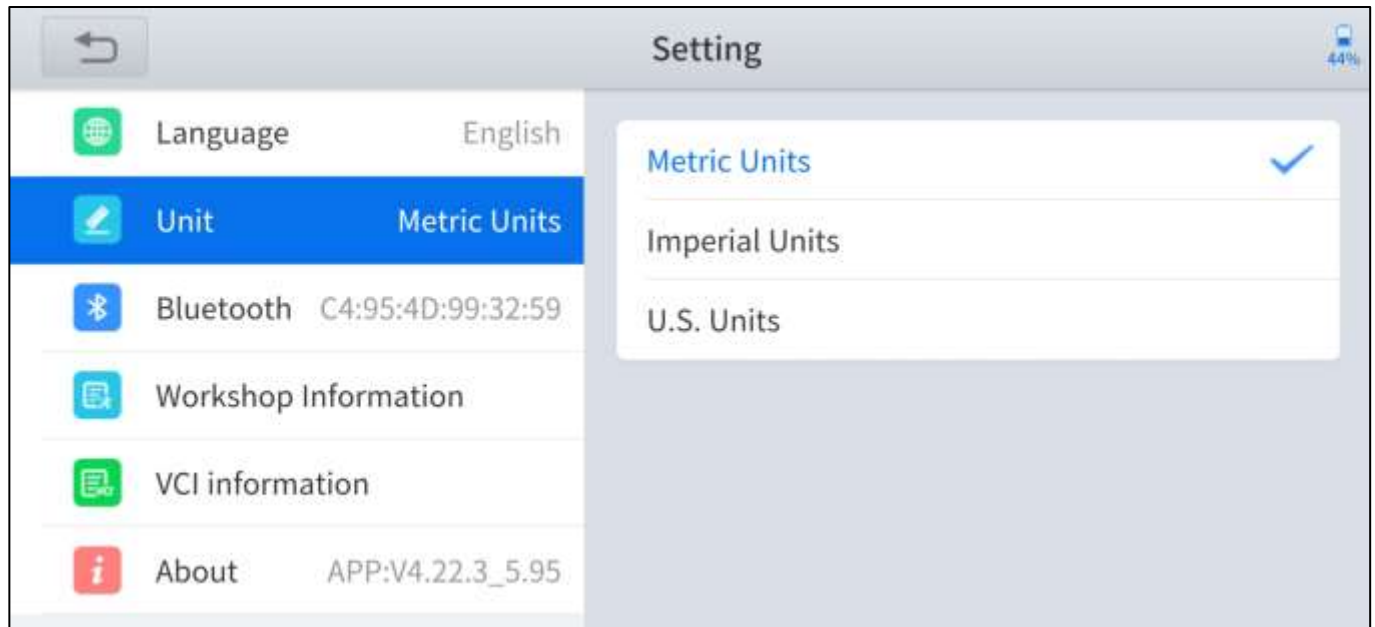 Setting
44%
Language English
Unit Metric Units
Bluetooth C4:95:4D:99:32:59
Workshop Information
VCI information
About APP:V4.22.3_5.95
Metric Units
Imperial Units
U.S. Units